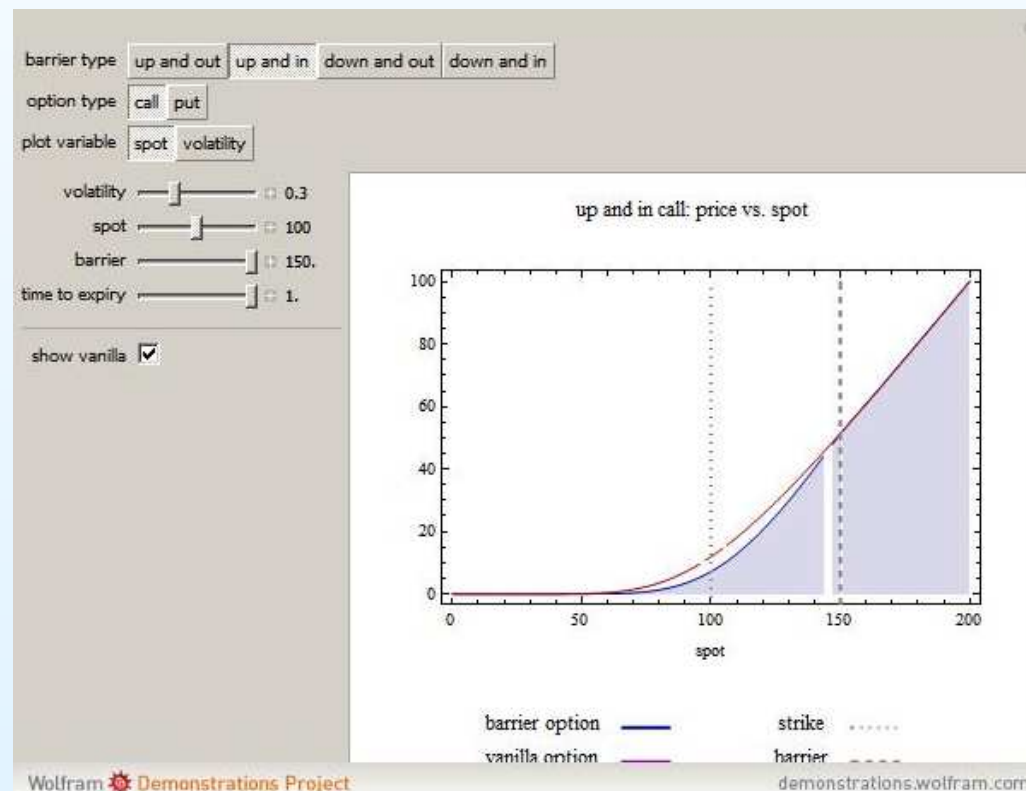 barrier type up and out up and in down and out down and in
option type call put
plot variable spot volatility
volatility 0.3
spot 100
barrier 150.
time to expiry 1.
show vanilla
up and in call: price vs. spot
100
80
60
40
20
0
0 50 100 150 200
spot
barrier option strike
vanilla option barrier
Wolfram Demonstrations Project demonstrations.wolfram.com